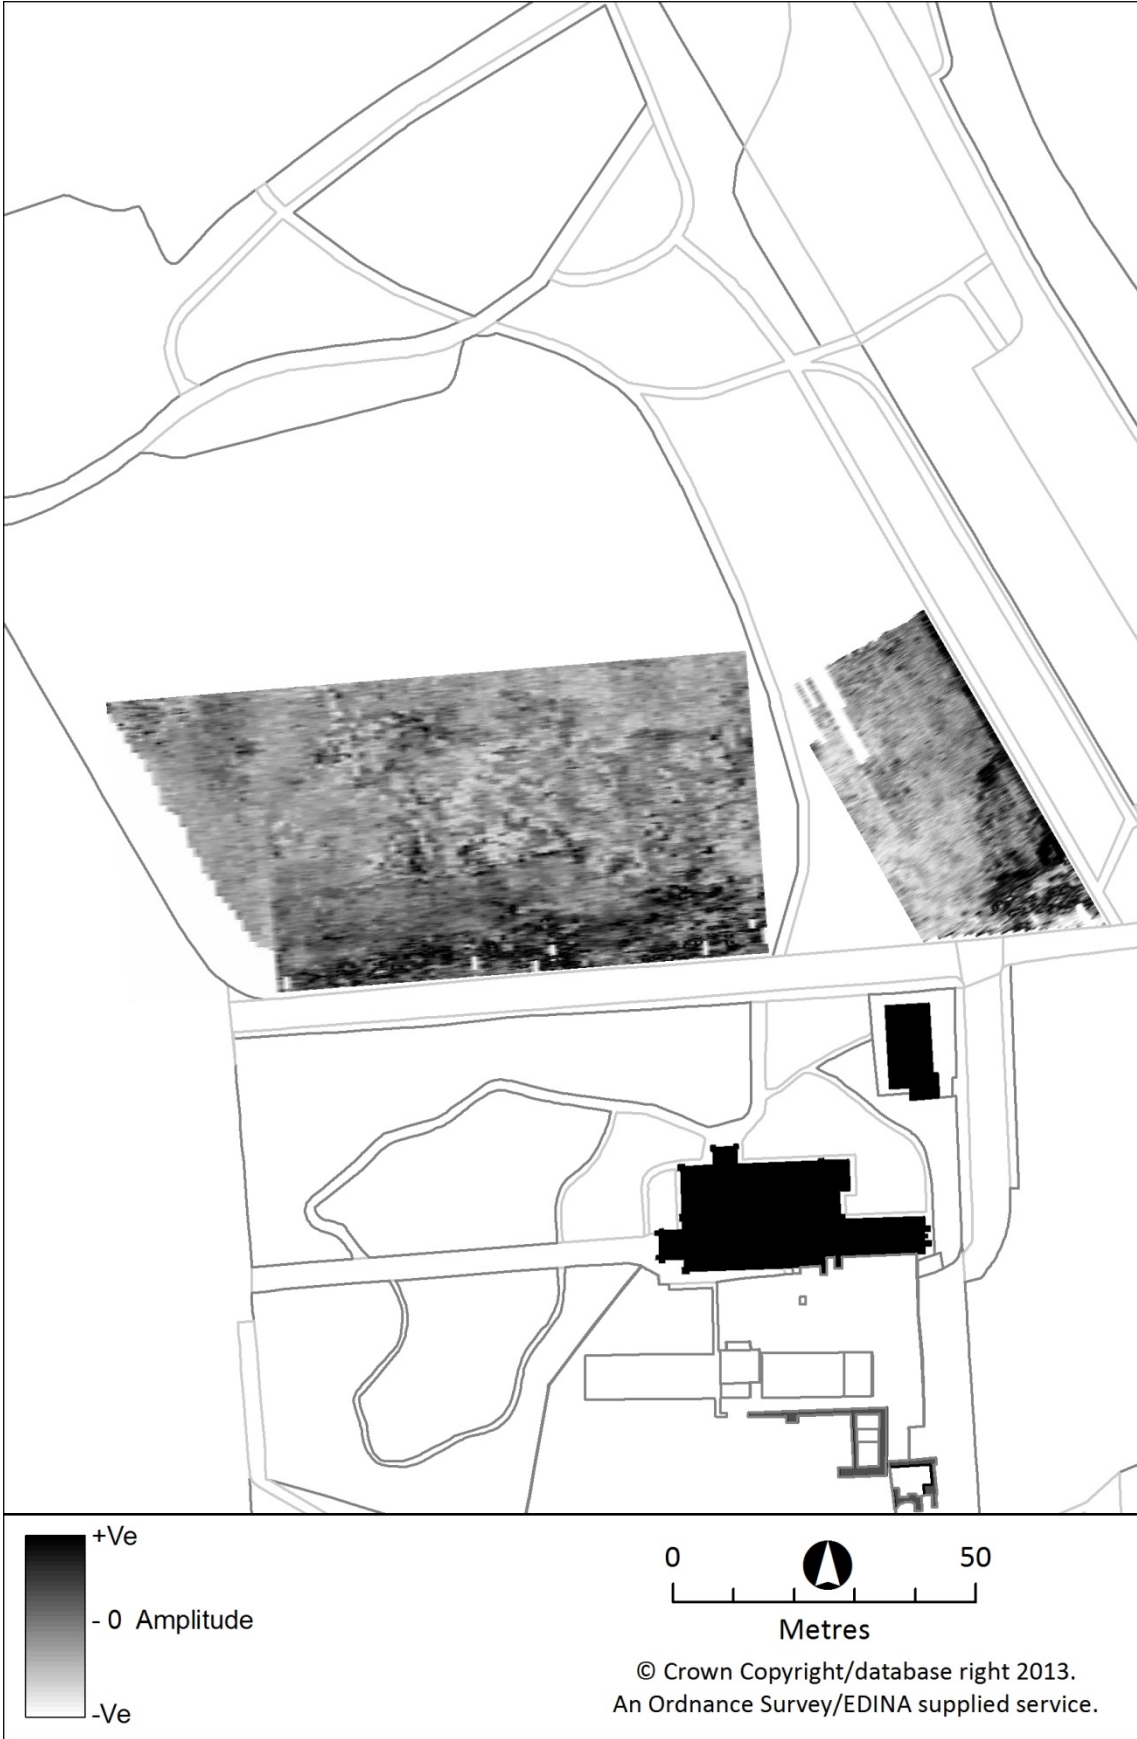 +Ve
- 0 Amplitude
-Ve
0 50
Metres
© Crown Copyright/database right 2013.
An Ordnance Survey/EDINA supplied service.